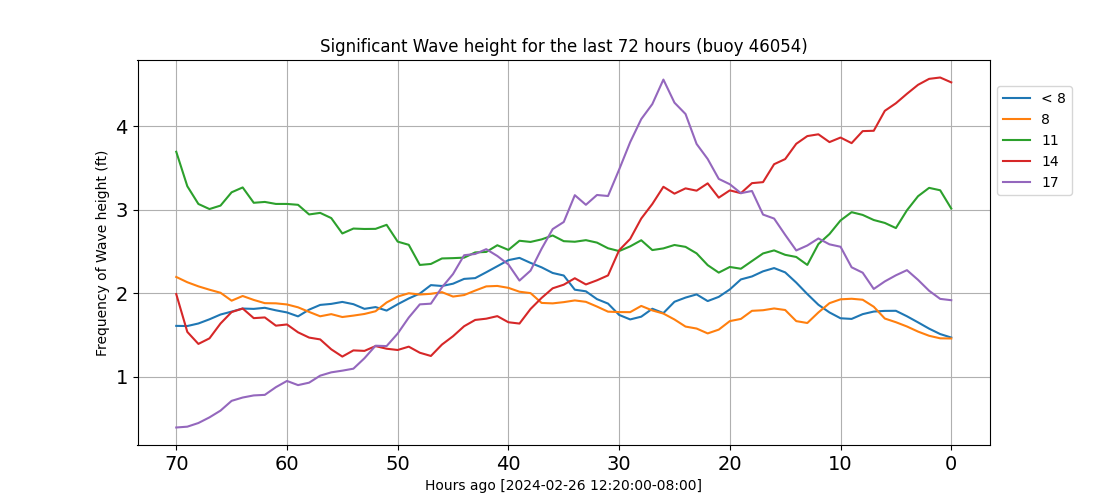 Significant Wave height for the last 72 hours (buoy 46054)
Frequency of Wave height (ft)
4
3
2
1
70 60 50 40 30 20 10 0
Hours ago [2024-02-26 12:20:00-08:00]
< 8
8
11
14
17